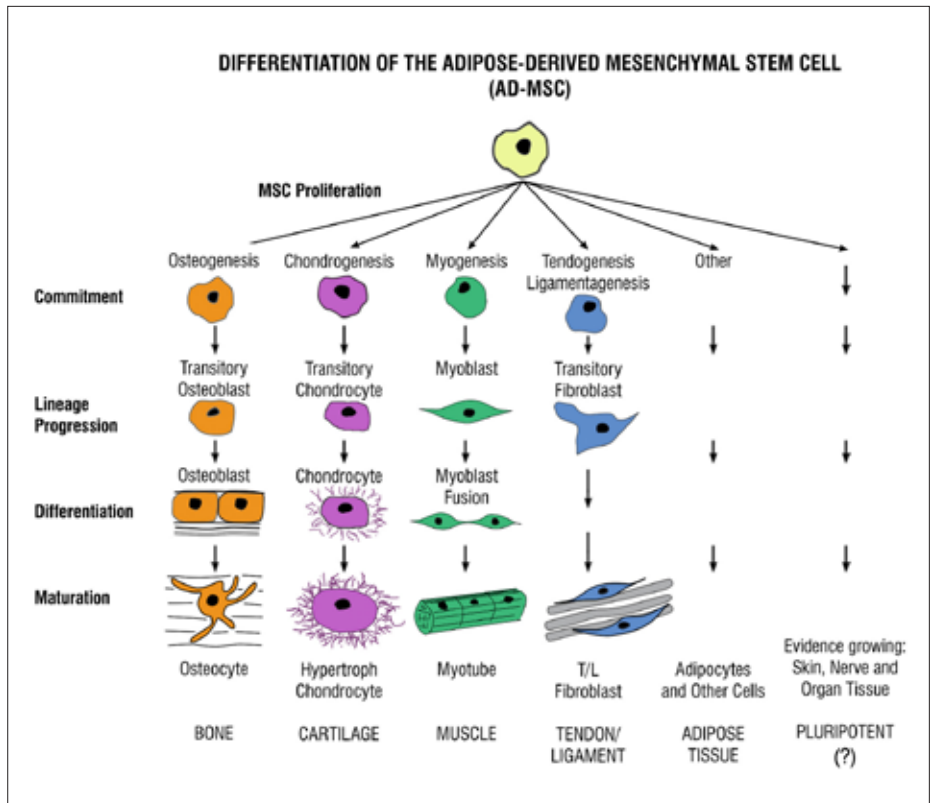 DIFFERENTIATION OF THE ADIPOSE-DERIVED MESENCHYMAL STEM CELL
(AD-MSC)
MSC Proliferation
Osteogenesis
Chondrogenesis
Myogenesis
Tendogenesis
Ligamentagenesis
Other
Commitment
Transitory
Osteoblast
Transitory
Chondrocyte
Myoblast
Transitory
Fibroblast
Lineage
Progression
Osteoblast
Chondrocyte
Myoblast
Fusion
Differentiation
Maturation
Osteocyte
Hypertroph
Chondrocyte
Myotube
T/L
Fibroblast
Adipocytes
and Other Cells
Evidence growing:
Skin, Nerve and
Organ Tissue
BONE
CARTILAGE
MUSCLE
TENDON/
LIGAMENT
ADIPOSE
TISSUE
PLURIPOTENT
(?)